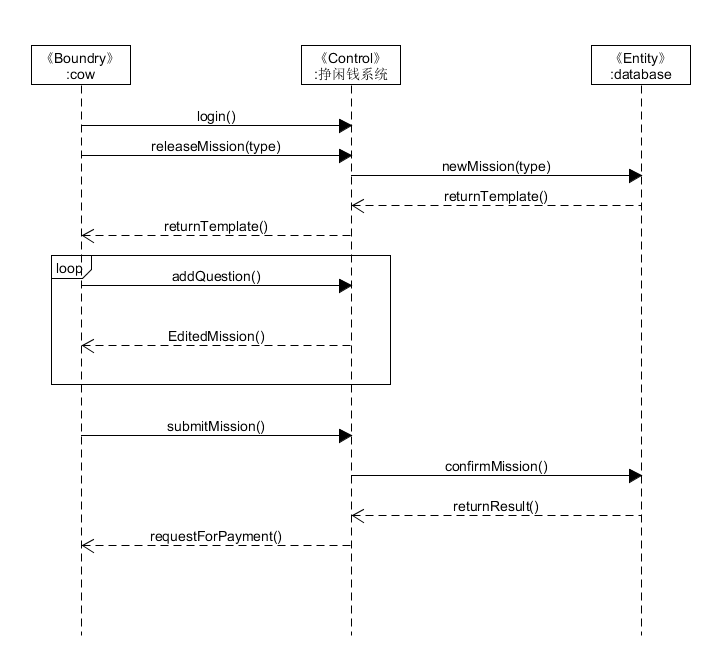 《Boundry》
:cow
《Control》
:挣闲钱系统
《Entity》
:database
login()
releaseMission(type)
newMission(type)
returnTemplate()
returnTemplate()
loop
addQuestion()
EditedMission()
submitMission()
confirmMission()
returnResult()
requestForPayment()